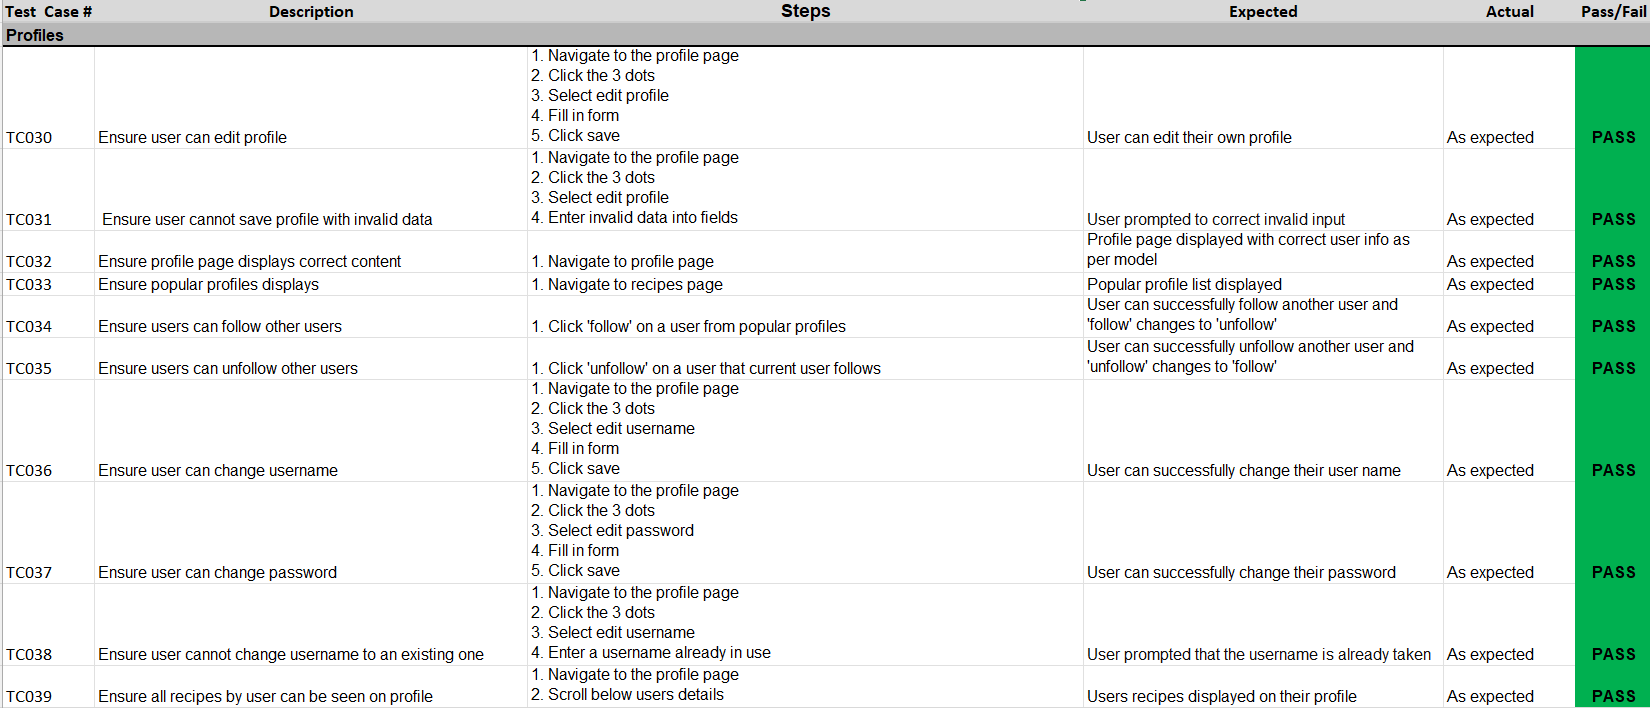 Test Case # Description Steps Expected Actual Pass/Fail
Profiles
1. Navigate to the profile page
2. Click the 3 dots
3. Select edit profile
4. Fill in form
5. Click save
TC030 Ensure user can edit profile User can edit their own profile As expected PASS
1. Navigate to the profile page
2. Click the 3 dots
3. Select edit profile
4. Enter invalid data into fields
TC031 Ensure user cannot save profile with invalid data User prompted to correct invalid input As expected PASS
Profile page displayed with correct user info as
per model
TC032 Ensure profile page displays correct content 1. Navigate to profile page As expected PASS
TC033 Ensure popular profiles displays 1. Navigate to recipes page Popular profile list displayed As expected PASS
User can successfully follow another user and
'follow' changes to 'unfollow'
TC034 Ensure users can follow other users 1. Click 'follow' on a user from popular profiles As expected PASS
User can successfully unfollow another user and
'unfollow' changes to 'follow'
TC035 Ensure users can unfollow other users 1. Click 'unfollow' on a user that current user follows As expected PASS
1. Navigate to the profile page
2. Click the 3 dots
3. Select edit username
4. Fill in form
5. Click save
TC036 Ensure user can change username User can successfully change their user name As expected PASS
1. Navigate to the profile page
2. Click the 3 dots
3. Select edit password
4. Fill in form
5. Click save
TC037 Ensure user can change password User can successfully change their password As expected PASS
1. Navigate to the profile page
2. Click the 3 dots
3. Select edit username
4. Enter a username already in use
TC038 Ensure user cannot change username to an existing one User prompted that the username is already taken As expected PASS
1. Navigate to the profile page
2. Scroll below users details
TC039 Ensure all recipes by user can be seen on profile Users recipes displayed on their profile As expected PASS